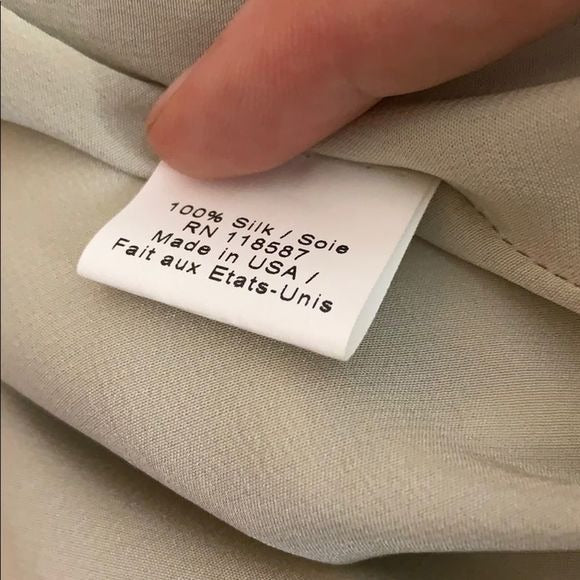 100% Silk / Soie
RN 118587
Made in USA /
Fait aux Etats-Unis